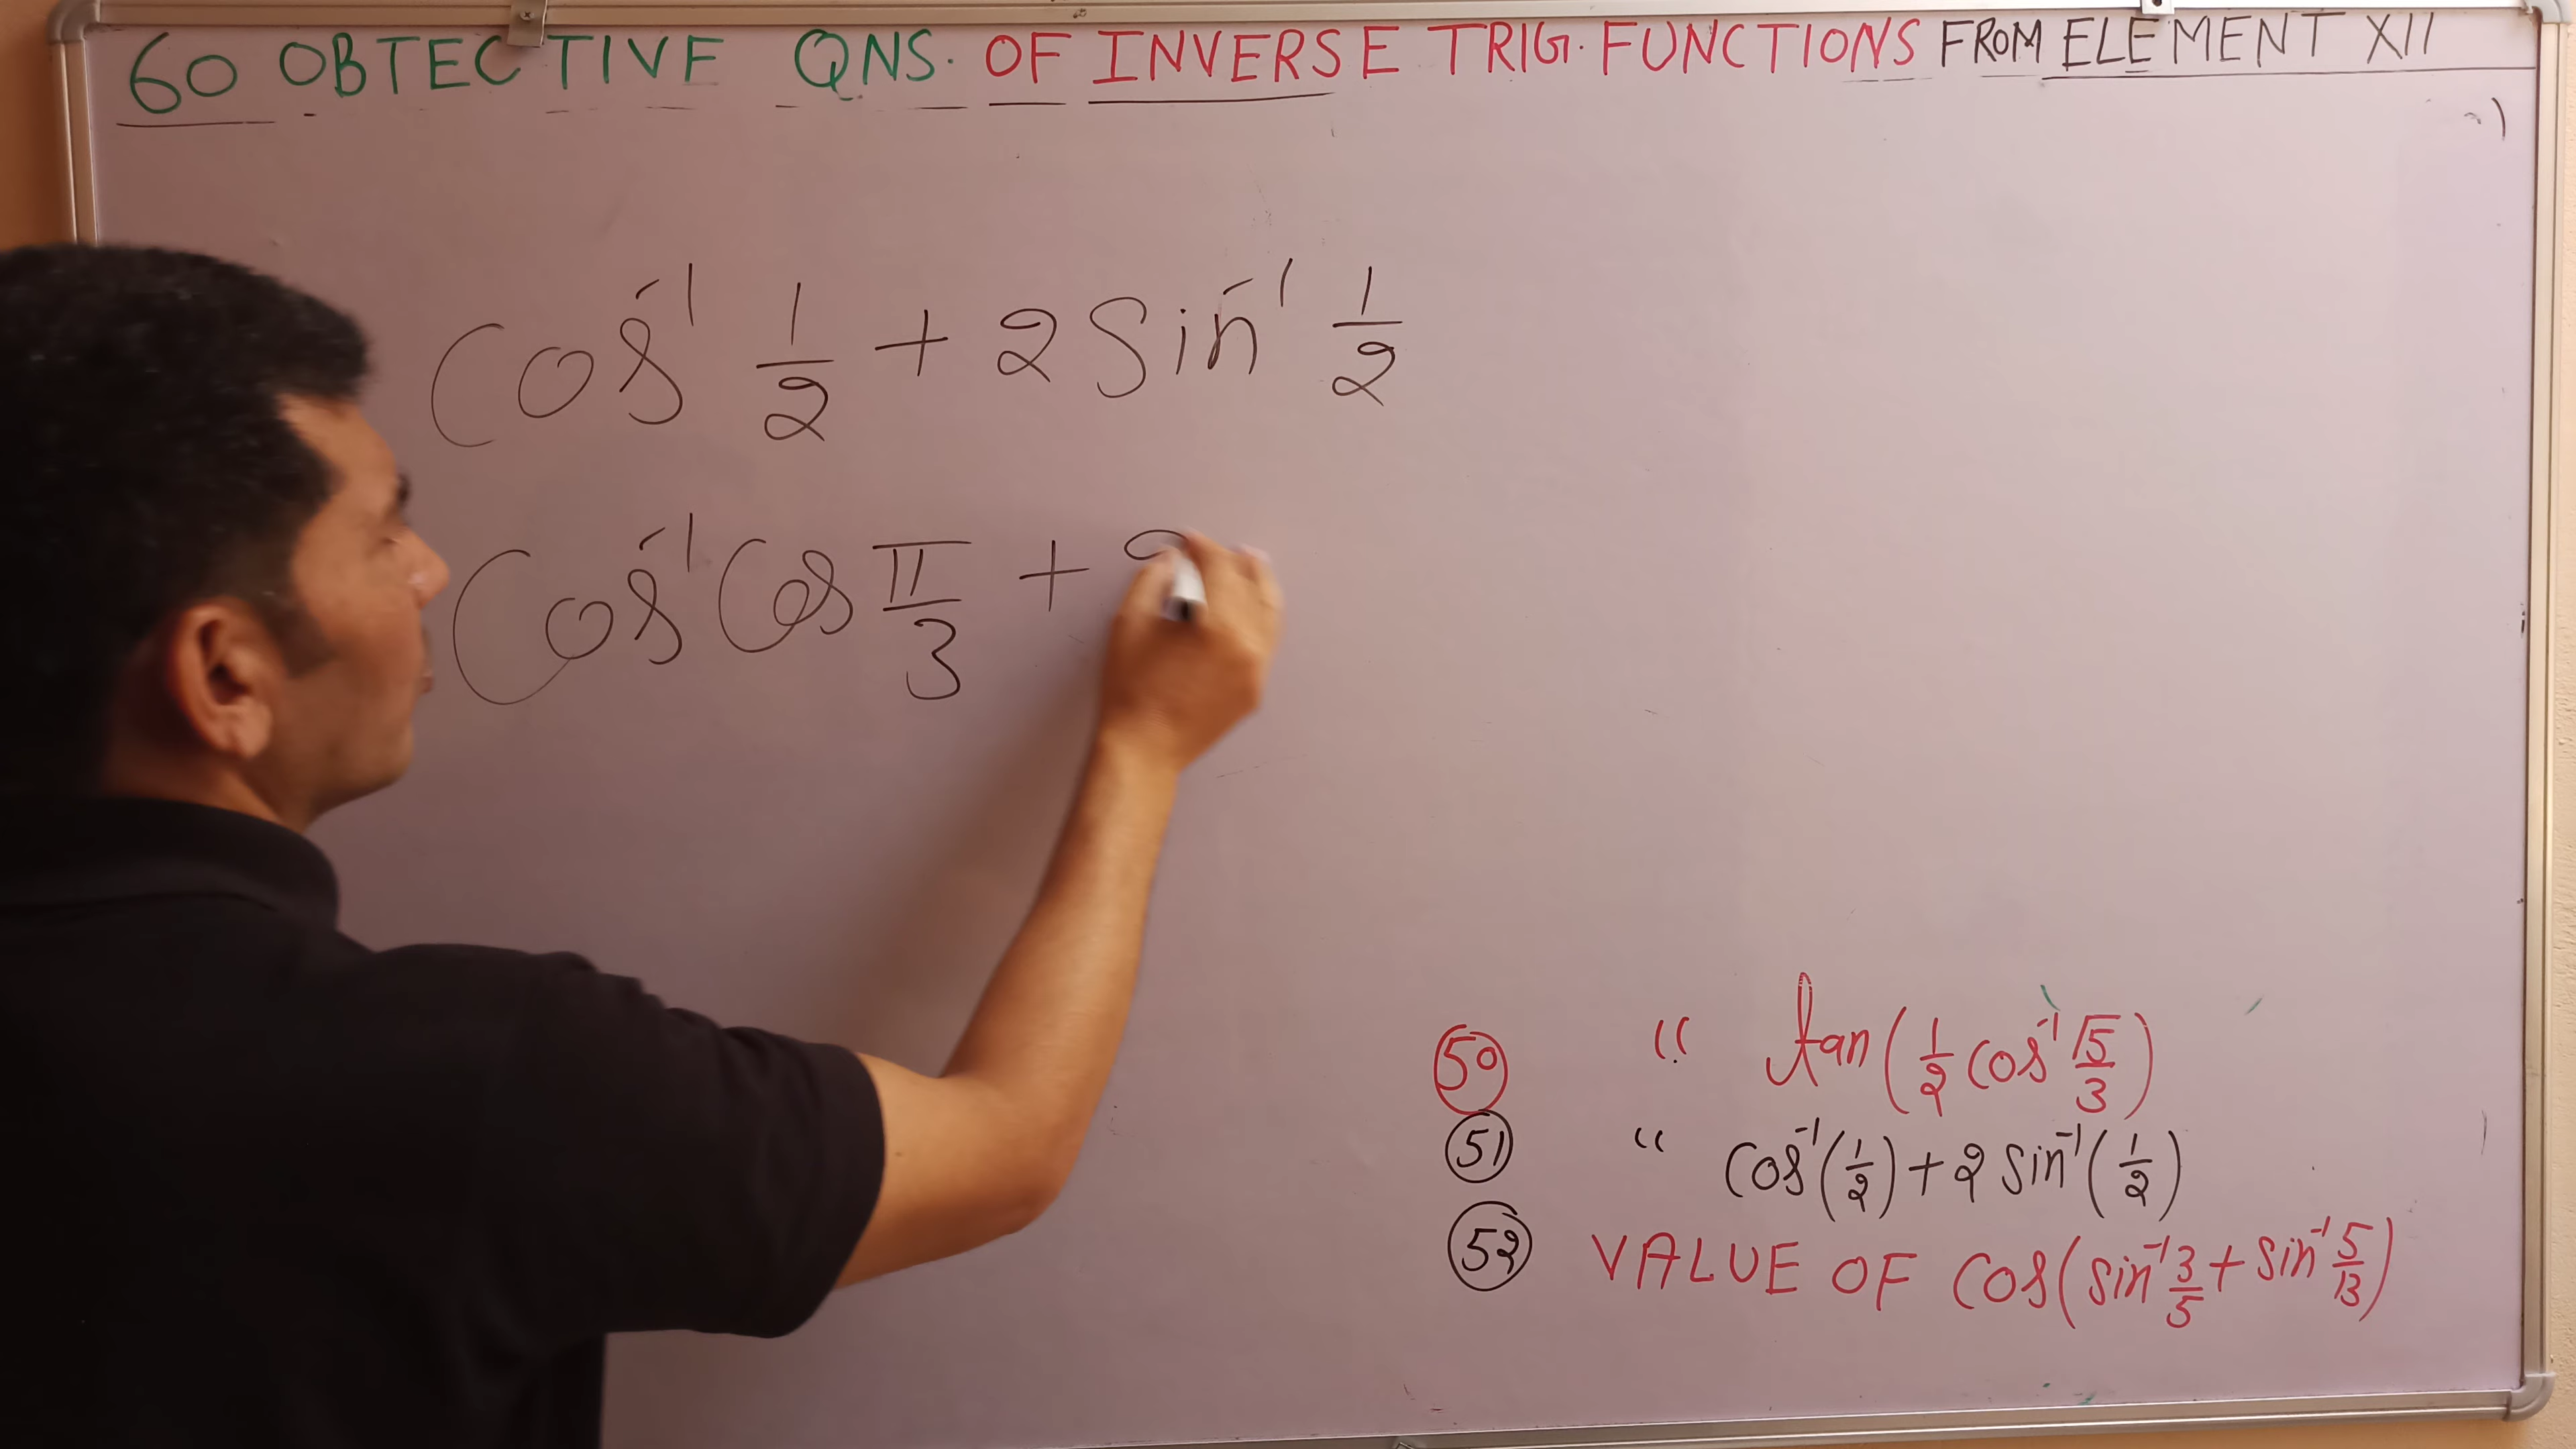 60 OBTECTIVE QNS. OF INVERSE TRIG. FUNCTIONS FROM ELEMENT XII
Cos⁻¹ 1/2 + 2 Sin⁻¹ 1/2
Cos⁻¹ Cos π/3 + 2
50 " tan(1/2 cos⁻¹ √5/3)
51 " Cos⁻¹(1/2) + 2 sin⁻¹(1/2)
52 VALUE OF COS(sin⁻¹ 3/5 + sin⁻¹ 5/13)